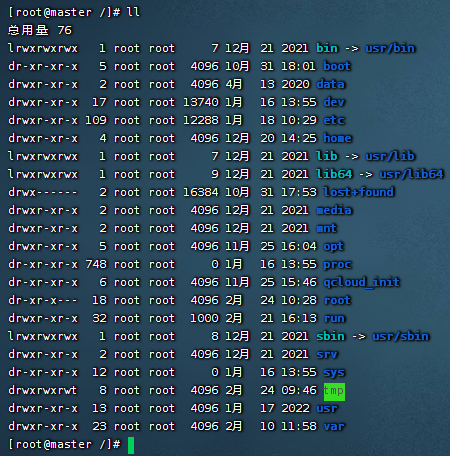 [root@master /]# ll
总用量 76
lrwxrwxrwx   1 root root     7 12月  21 2021 bin -> usr/bin
dr-xr-xr-x   5 root root  4096 10月  31 18:01 boot
drwxr-xr-x   2 root root  4096 4月   13 2020 data
drwxr-xr-x  17 root root 13740 1月   16 13:55 dev
drwxr-xr-x 109 root root 12288 1月   18 10:29 etc
drwxr-xr-x   4 root root  4096 12月  20 14:25 home
lrwxrwxrwx   1 root root     7 12月  21 2021 lib -> usr/lib
lrwxrwxrwx   1 root root     9 12月  21 2021 lib64 -> usr/lib64
drwx------   2 root root 16384 10月  31 17:53 lost+found
drwxr-xr-x   2 root root  4096 12月  21 2021 media
drwxr-xr-x   2 root root  4096 12月  21 2021 mnt
drwxr-xr-x   5 root root  4096 11月  25 16:04 opt
dr-xr-xr-x 748 root root     0 1月   16 13:55 proc
dr-xr-xr-x   6 root root  4096 11月  25 15:46 qcloud_init
dr-xr-x---  18 root root  4096 2月   24 10:28 root
drwxr-xr-x  32 root root  1000 2月   21 16:13 run
lrwxrwxrwx   1 root root     8 12月  21 2021 sbin -> usr/sbin
drwxr-xr-x   2 root root  4096 12月  21 2021 srv
dr-xr-xr-x  12 root root     0 1月   16 13:55 sys
drwxrwxrwt   8 root root  4096 2月   24 09:46 tmp
drwxr-xr-x  13 root root  4096 1月   17 2022 usr
drwxr-xr-x  23 root root  4096 2月   10 11:58 var
[root@master /]#